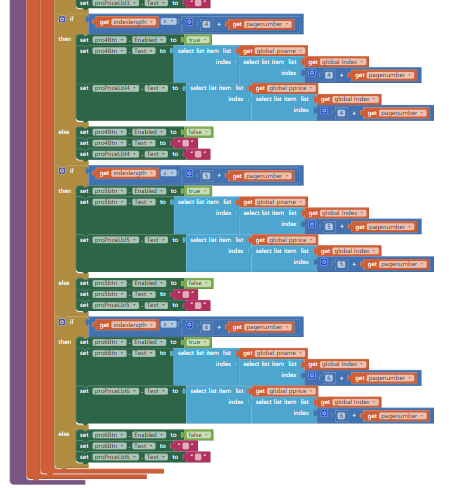 set proPriceLbl3 . Text to " "
if get indexlength ≥ 4 + get pagenumber
then set pro4Btn . Enabled to true
set pro4Btn . Text to select list item list get global pname
index select list item list get global Index
index 4 + get pagenumber
set proPriceLbl4 . Text to select list item list get global pprice
index select list item list get global Index
index 4 + get pagenumber
else set pro4Btn . Enabled to false
set pro4Btn . Text to " "
set proPriceLbl4 . Text to " "
if get indexlength ≥ 5 + get pagenumber
then set pro5btn . Enabled to true
set pro5btn . Text to select list item list get global pname
index select list item list get global Index
index 5 + get pagenumber
set proPriceLbl5 . Text to select list item list get global pprice
index select list item list get global Index
index 5 + get pagenumber
else set pro5btn . Enabled to false
set pro5btn . Text to " "
set proPriceLbl5 . Text to " "
if get indexlength ≥ 6 + get pagenumber
then set pro6Btn . Enabled to true
set pro6Btn . Text to select list item list get global pname
index select list item list get global Index
index 6 + get pagenumber
set proPriceLbl6 . Text to select list item list get global pprice
index select list item list get global Index
index 6 + get pagenumber
else set pro6Btn . Enabled to false
set pro6Btn . Text to " "
set proPriceLbl6 . Text to " "